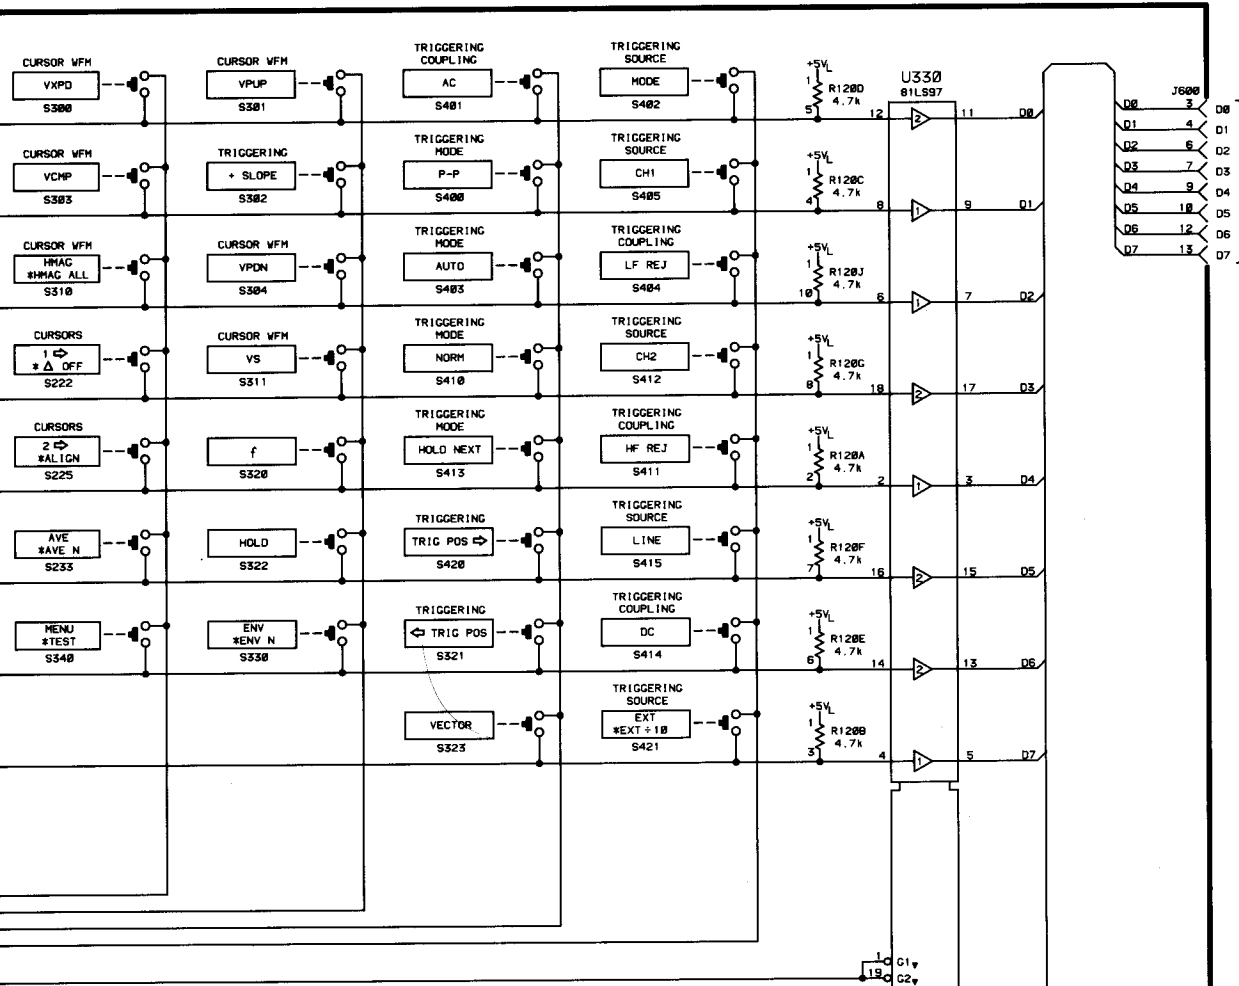 CURSOR WFM
VXPD
S300
CURSOR WFM
VPUP
S301
TRIGGERING
COUPLING
AC
S401
TRIGGERING
SOURCE
MODE
S402
+5VL
1
R120D
4.7k
5
U330
81LS97
12
2
11
D0
CURSOR WFM
VCMP
S303
TRIGGERING
+ SLOPE
S302
TRIGGERING
MODE
P-P
S400
TRIGGERING
SOURCE
CH1
S405
+5VL
1
R120C
4.7k
4
8
1
9
D1
CURSOR WFM
HMAG
*HMAG ALL
S310
CURSOR WFM
VPDN
S304
TRIGGERING
MODE
AUTO
S403
TRIGGERING
COUPLING
LF REJ
S404
+5VL
1
R120J
4.7k
10
6
1
7
D2
CURSORS
1 ⇨
* Δ OFF
S222
CURSOR WFM
VS
S311
TRIGGERING
MODE
NORM
S410
TRIGGERING
SOURCE
CH2
S412
+5VL
1
R120G
4.7k
8
18
2
17
D3
CURSORS
2 ⇨
*ALIGN
S225
f
S320
TRIGGERING
MODE
HOLD NEXT
S413
TRIGGERING
COUPLING
HF REJ
S411
+5VL
1
R120A
4.7k
2
2
1
3
D4
AVE
*AVE N
S233
HOLD
S322
TRIGGERING
TRIG POS ⇨
S420
TRIGGERING
SOURCE
LINE
S415
+5VL
1
R120F
4.7k
7
16
2
15
D5
MENU
*TEST
S340
ENV
*ENV N
S330
TRIGGERING
⇦ TRIG POS
S321
TRIGGERING
COUPLING
DC
S414
+5VL
1
R120E
4.7k
6
14
2
13
D6
VECTOR
S323
TRIGGERING
SOURCE
EXT
*EXT ÷ 10
S421
+5VL
1
R120B
4.7k
3
4
1
5
D7
J600
D0 3 D0
D1 4 D1
D2 6 D2
D3 7 D3
D4 9 D4
D5 10 D5
D6 12 D6
D7 13 D7
1 G1
19 G2